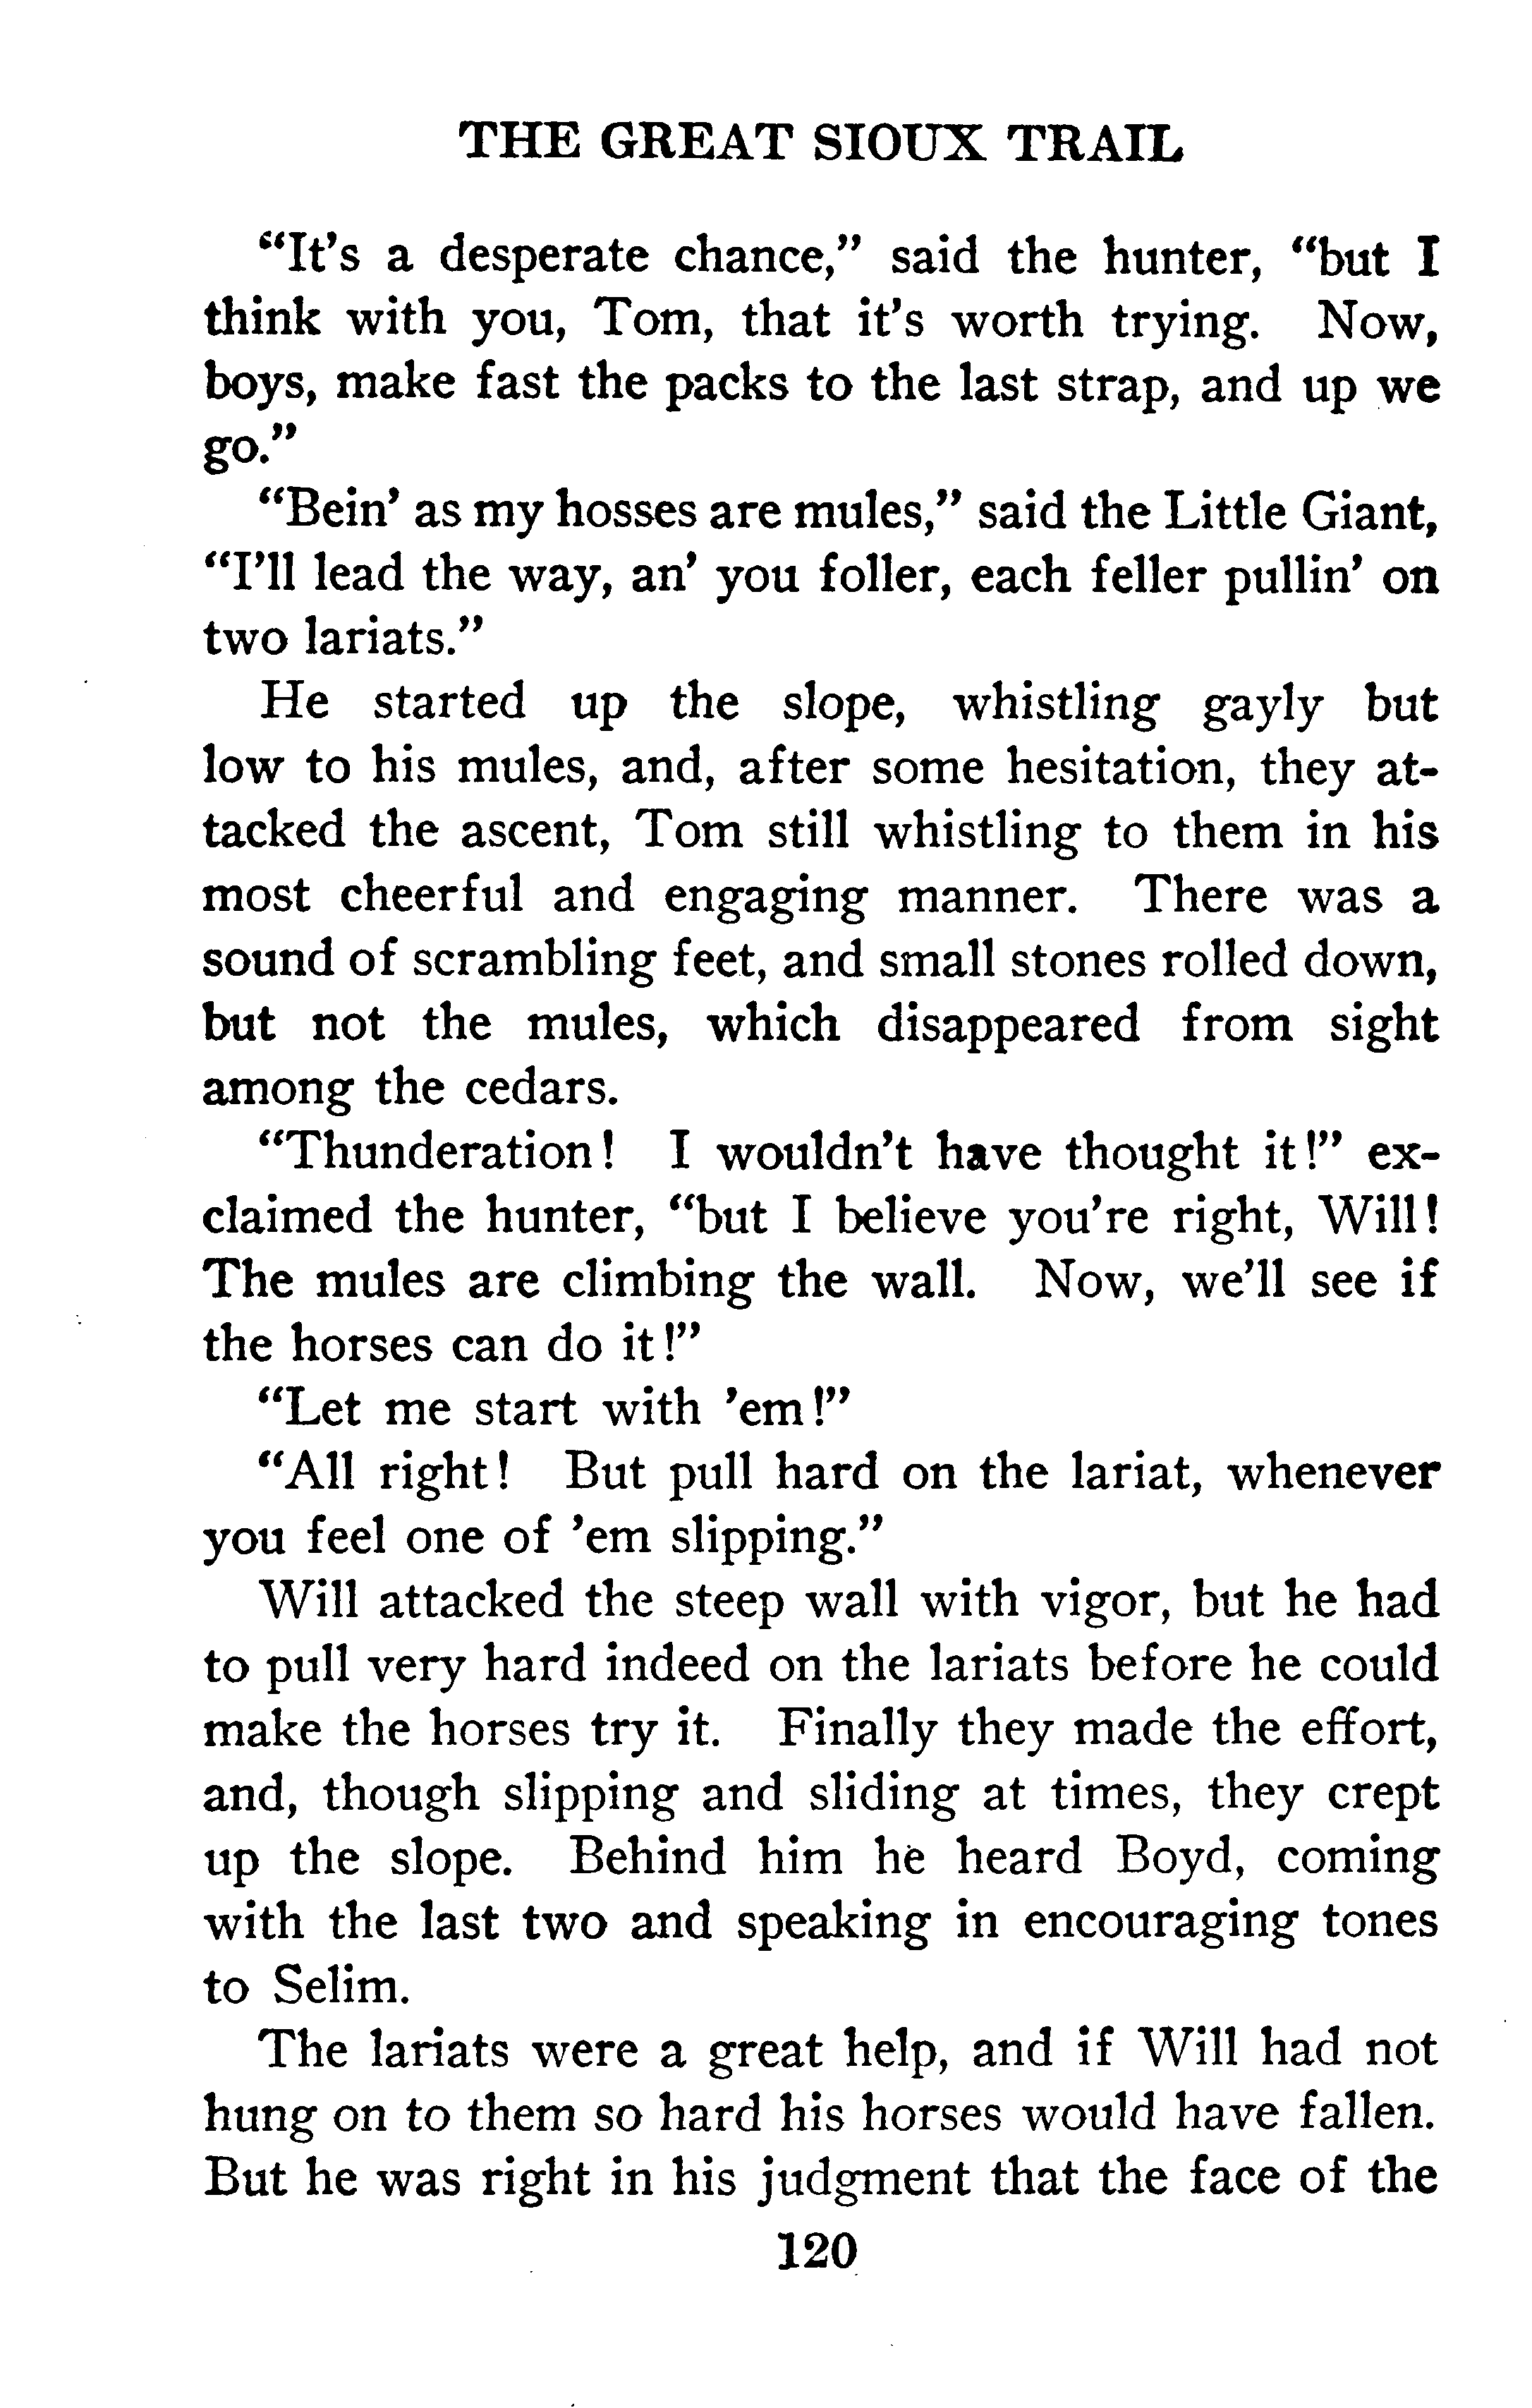 THE GREAT SIOUX TRAIL
“It’s a desperate chance,” said the hunter, “but I
think with you, Tom, that it’s worth trying. Now,
boys, make fast the packs to the last strap, and up we
go.”
“Bein’ as my hosses are mules,” said the Little Giant,
“I’ll lead the way, an’ you foller, each feller pullin’ on
two lariats.”
He started up the slope, whistling gayly but
low to his mules, and, after some hesitation, they at-
tacked the ascent, Tom still whistling to them in his
most cheerful and engaging manner. There was a
sound of scrambling feet, and small stones rolled down,
but not the mules, which disappeared from sight
among the cedars.
“Thunderation! I wouldn’t have thought it!” ex-
claimed the hunter, “but I believe you’re right, Will!
The mules are climbing the wall. Now, we’ll see if
the horses can do it!”
“Let me start with ’em!”
“All right! But pull hard on the lariat, whenever
you feel one of ’em slipping.”
Will attacked the steep wall with vigor, but he had
to pull very hard indeed on the lariats before he could
make the horses try it. Finally they made the effort,
and, though slipping and sliding at times, they crept
up the slope. Behind him he heard Boyd, coming
with the last two and speaking in encouraging tones
to Selim.
The lariats were a great help, and if Will had not
hung on to them so hard his horses would have fallen.
But he was right in his judgment that the face of the
120